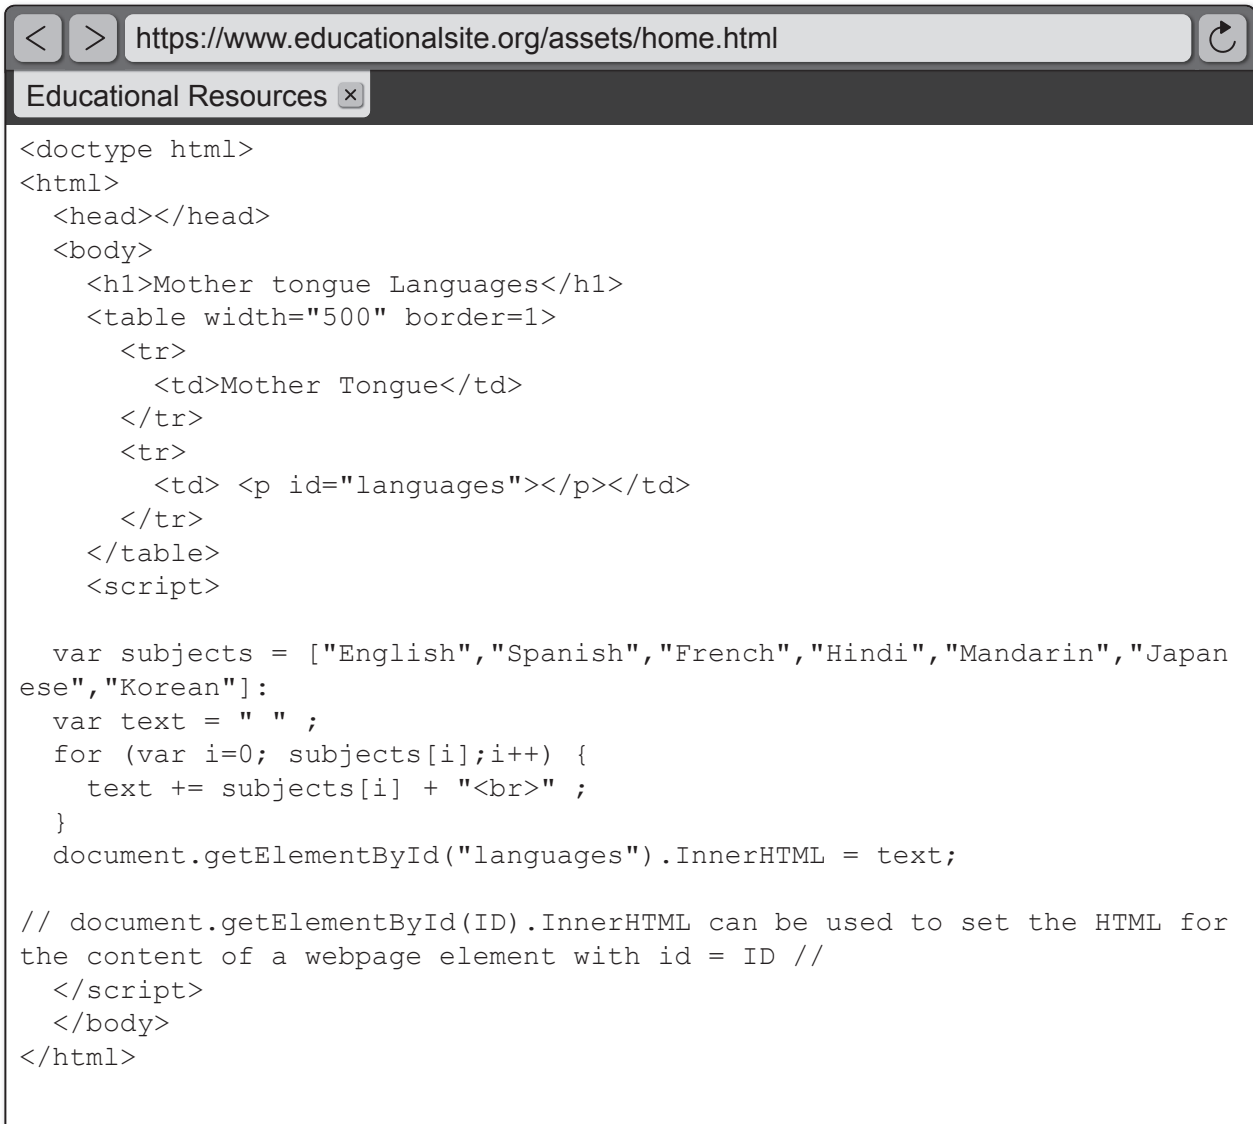 https://www.educationalsite.org/assets/home.html
Educational Resources
<doctype html>
<html>
<head></head>
<body>
<h1>Mother tongue Languages</h1>
<table width="500" border=1>
<tr>
<td>Mother Tongue</td>
</tr>
<tr>
<td> <p id="languages"></p></td>
</tr>
</table>
<script>
var subjects = ["English","Spanish","French","Hindi","Mandarin","Japan
ese","Korean"]:
var text = " " ;
for (var i=0; subjects[i];i++) {
text += subjects[i] + "<br>" ;
}
document.getElementById("languages").InnerHTML = text;
// document.getElementById(ID).InnerHTML can be used to set the HTML for
the content of a webpage element with id = ID //
</script>
</body>
</html>